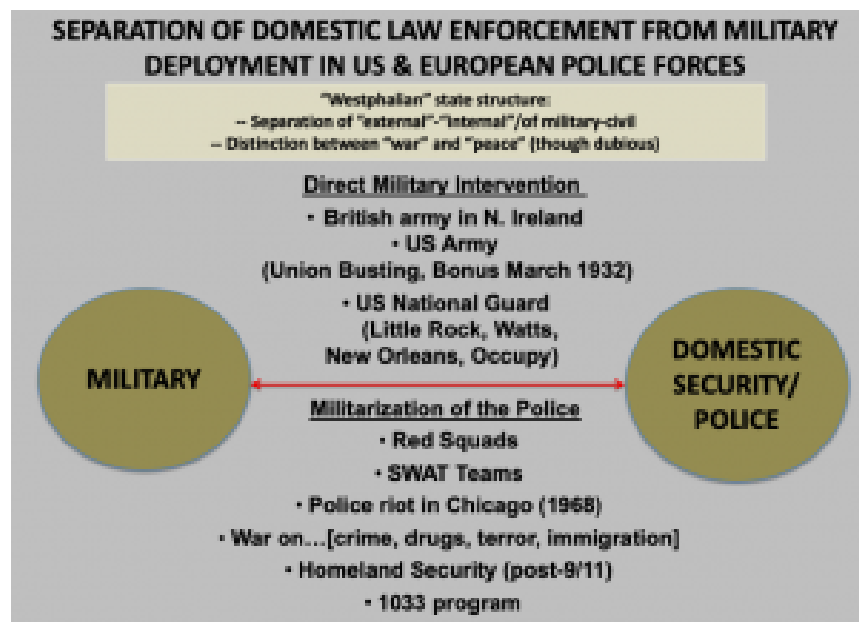 SEPARATION OF DOMESTIC LAW ENFORCEMENT FROM MILITARY
DEPLOYMENT IN US & EUROPEAN POLICE FORCES
"Westphalian" state structure:
-- Separation of "external"-"internal"/of military-civil
-- Distinction between "war" and "peace" (though dubious)
Direct Military Intervention
• British army in N. Ireland
• US Army
(Union Busting, Bonus March 1932)
• US National Guard
(Little Rock, Watts,
New Orleans, Occupy)
MILITARY
DOMESTIC
SECURITY/
POLICE
Militarization of the Police
• Red Squads
• SWAT Teams
• Police riot in Chicago (1968)
• War on...[crime, drugs, terror, immigration]
• Homeland Security (post-9/11)
• 1033 program